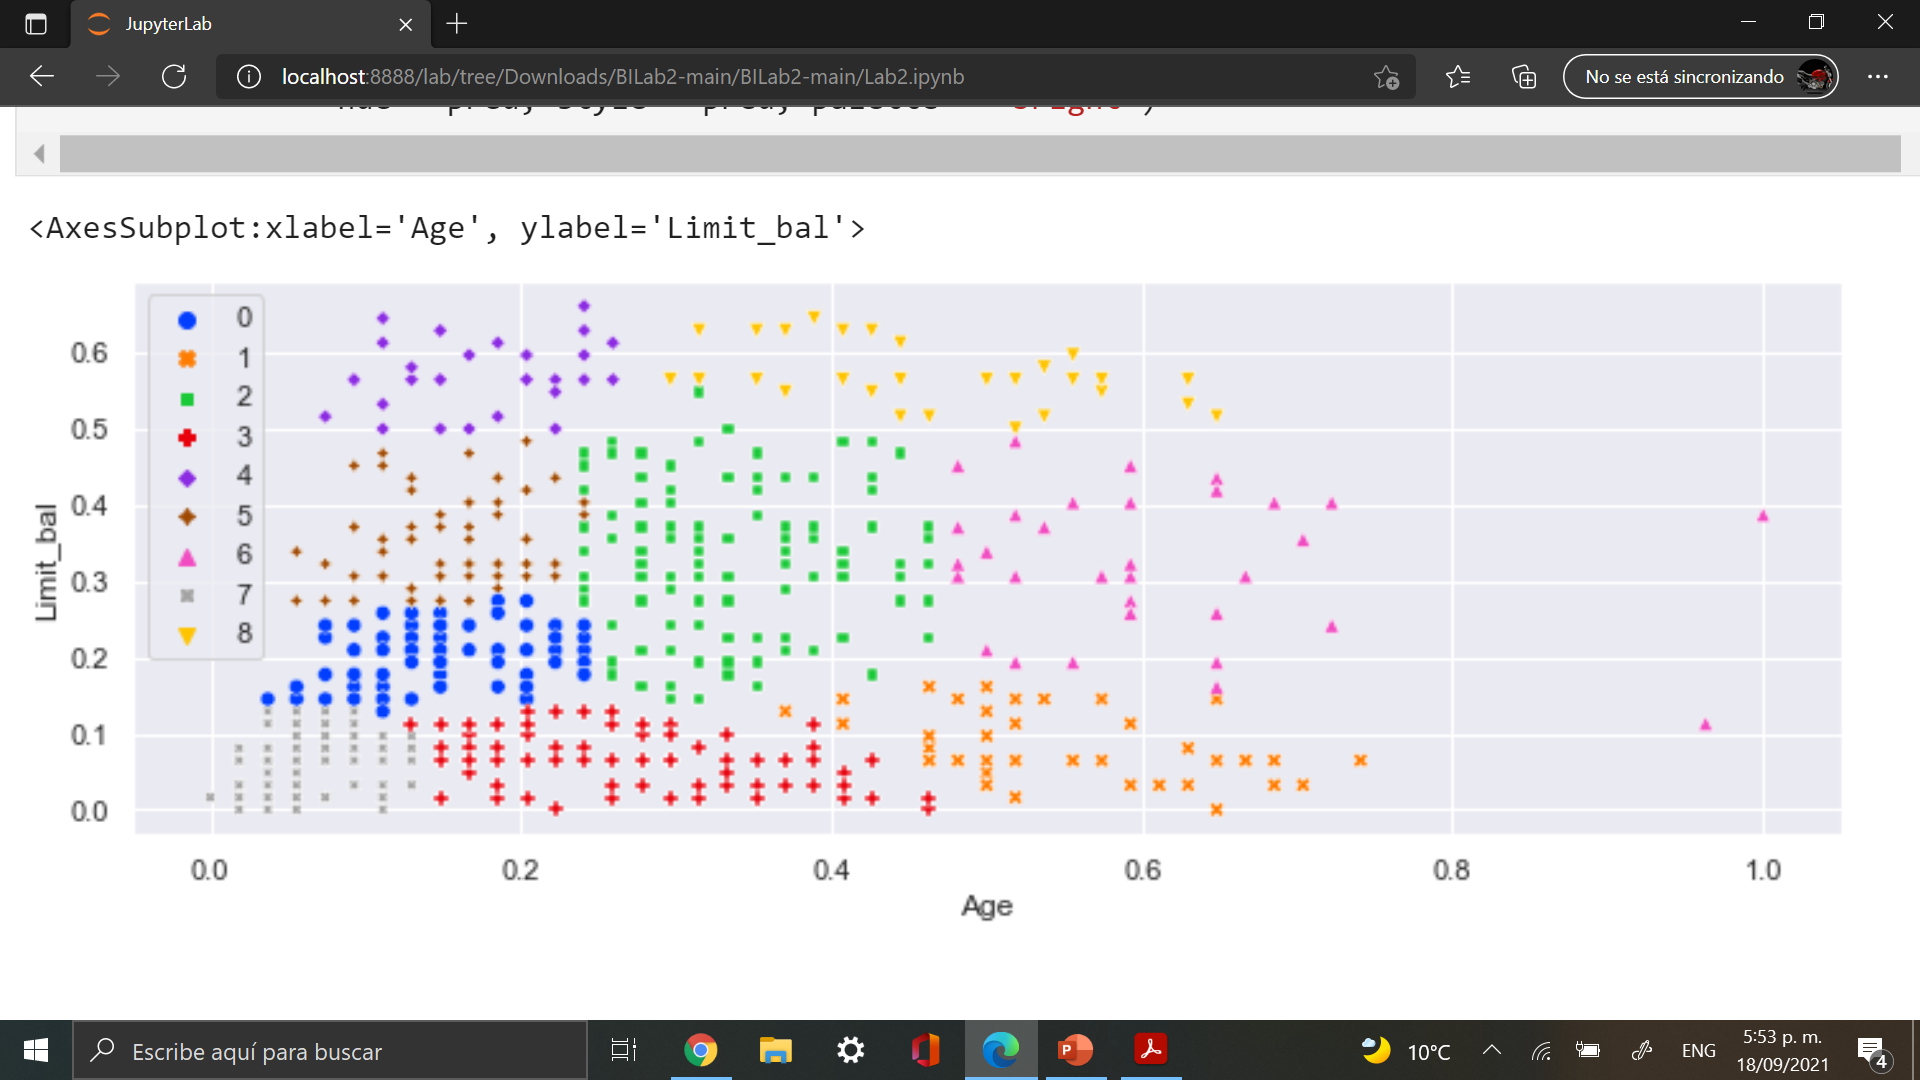 JupyterLab
localhost:8888/lab/tree/Downloads/BILab2-main/BILab2-main/Lab2.ipynb
No se está sincronizando
<AxesSubplot:xlabel='Age', ylabel='Limit_bal'>
0
1
2
3
4
5
6
7
8
0.6
0.5
0.4
0.3
0.2
0.1
0.0
Limit_bal
0.0 0.2 0.4 0.6 0.8 1.0
Age
Escribe aquí para buscar
10°C
ENG
5:53 p. m.
18/09/2021
4